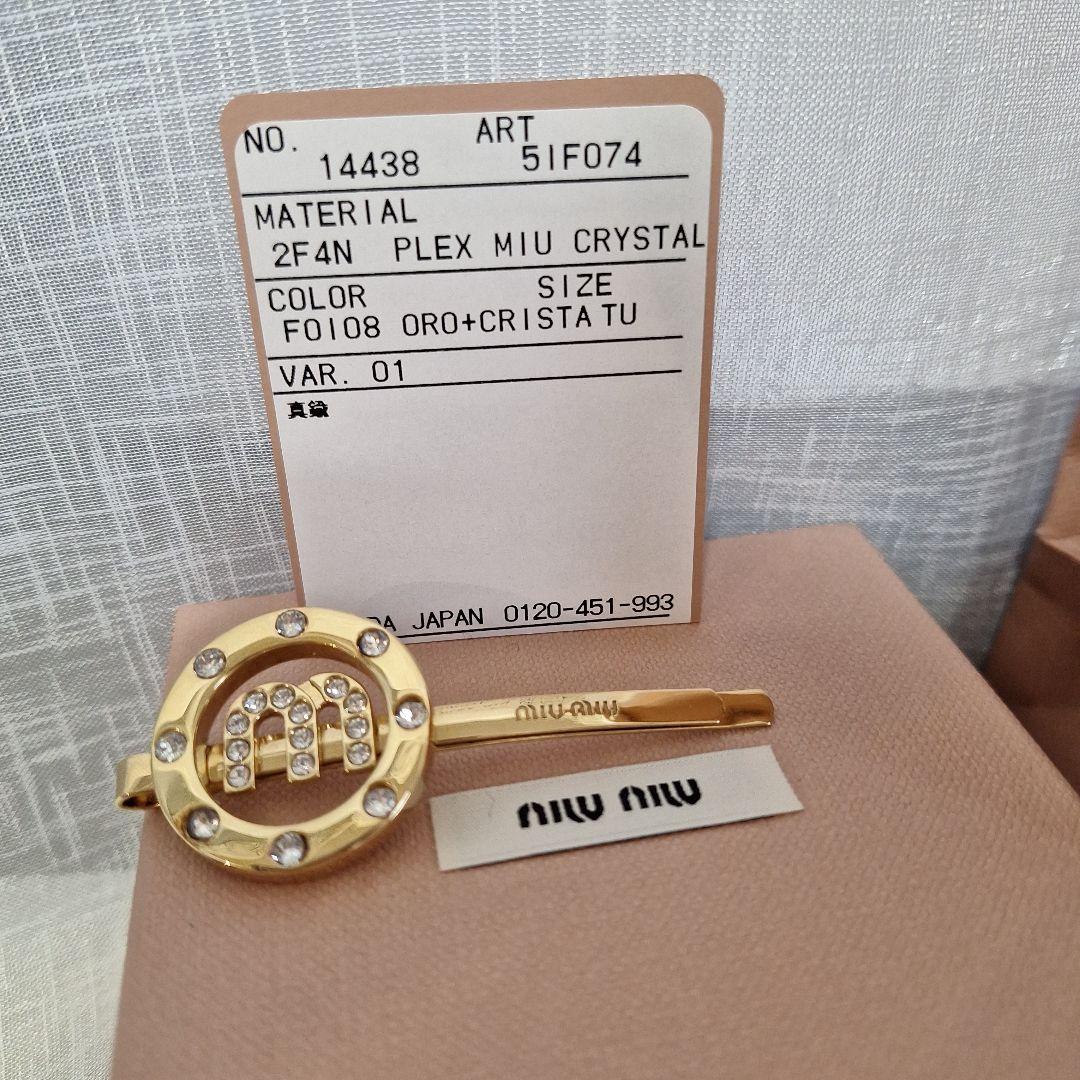 NO. ART
14438 5IF074
MATERIAL
2F4N PLEX MIU CRYSTAL
COLOR SIZE
F0108 ORO+CRISTA TU
VAR. 01
真鍮
DA JAPAN 0120-451-993
miu miu
miu miu